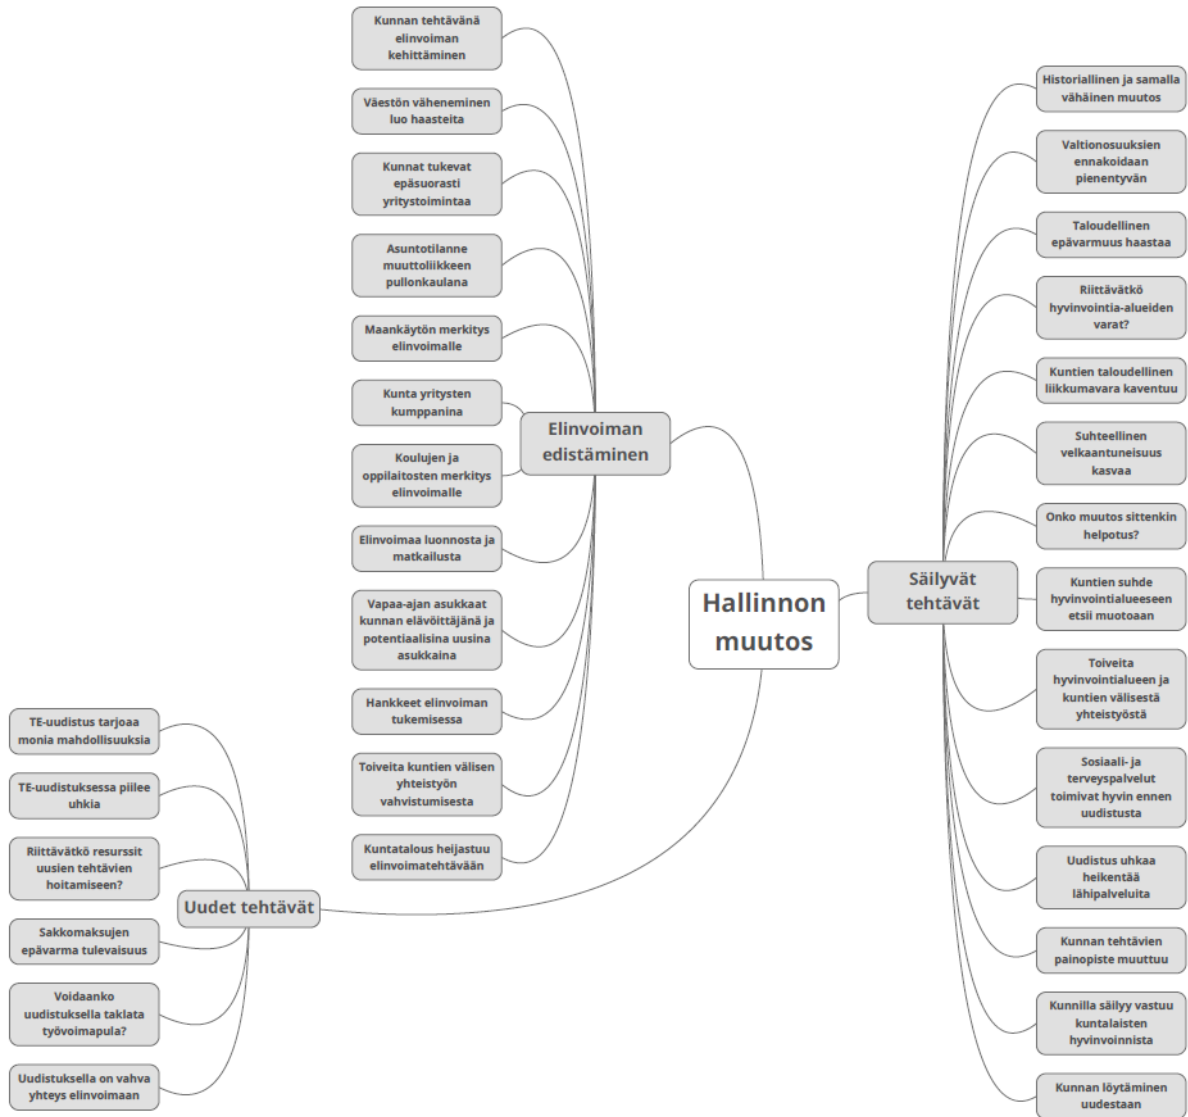 Hallinnon
muutos
Elinvoiman
edistäminen
Kunnan tehtävänä
elinvoiman
kehittäminen
Väestön väheneminen
luo haasteita
Kunnat tukevat
epäsuorasti
yritystoimintaa
Asuntotilanne
muuttoliikkeen
pullonkaulana
Maankäytön merkitys
elinvoimalle
Kunta yritysten
kumppanina
Koulujen ja
oppilaitosten merkitys
elinvoimalle
Elinvoimaa luonnosta ja
matkailusta
Vapaa-ajan asukkaat
kunnan elävöittäjänä ja
potentiaalisina uusina
asukkaina
Hankkeet elinvoiman
tukemisessa
Toiveita kuntien välisen
yhteistyön
vahvistumisesta
Kuntatalous heijastuu
elinvoimatehtävään
Säilyvät
tehtävät
Historiallinen ja samalla
vähäinen muutos
Valtionosuuksien
ennakoidaan
pienentyvän
Taloudellinen
epävarmuus haastaa
Riittävätkö
hyvinvointia-alueiden
varat?
Kuntien taloudellinen
liikkumavara kaventuu
Suhteellinen
velkaantuneisuus
kasvaa
Onko muutos sittenkin
helpotus?
Kuntien suhde
hyvinvointialueeseen
etsii muotoaan
Toiveita
hyvinvointialueen ja
kuntien välisestä
yhteistyöstä
Sosiaali- ja
terveyspalvelut
toimivat hyvin ennen
uudistusta
Uudistus uhkaa
heikentää
lähipalveluita
Kunnan tehtävien
painopiste muuttuu
Kunnilla säilyy vastuu
kuntalaisten
hyvinvoinnista
Kunnan löytäminen
uudestaan
Uudet tehtävät
TE-uudistus tarjoaa
monia mahdollisuuksia
TE-uudistuksessa piilee
uhkia
Riittävätkö resurssit
uusien tehtävien
hoitamiseen?
Sakkomaksujen
epävarma tulevaisuus
Voidaanko
uudistuksella taklata
työvoimapula?
Uudistuksella on vahva
yhteys elinvoimaan